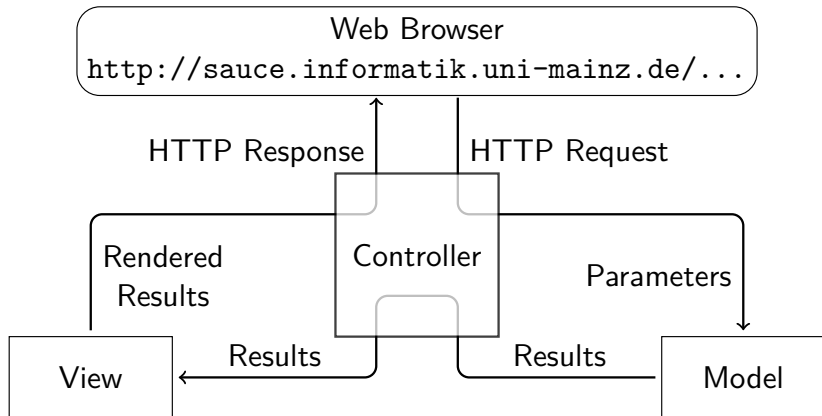 Web Browser
http://sauce.informatik.uni-mainz.de/...
HTTP Response
HTTP Request
Controller
Rendered
Results
Parameters
View
Results
Results
Model